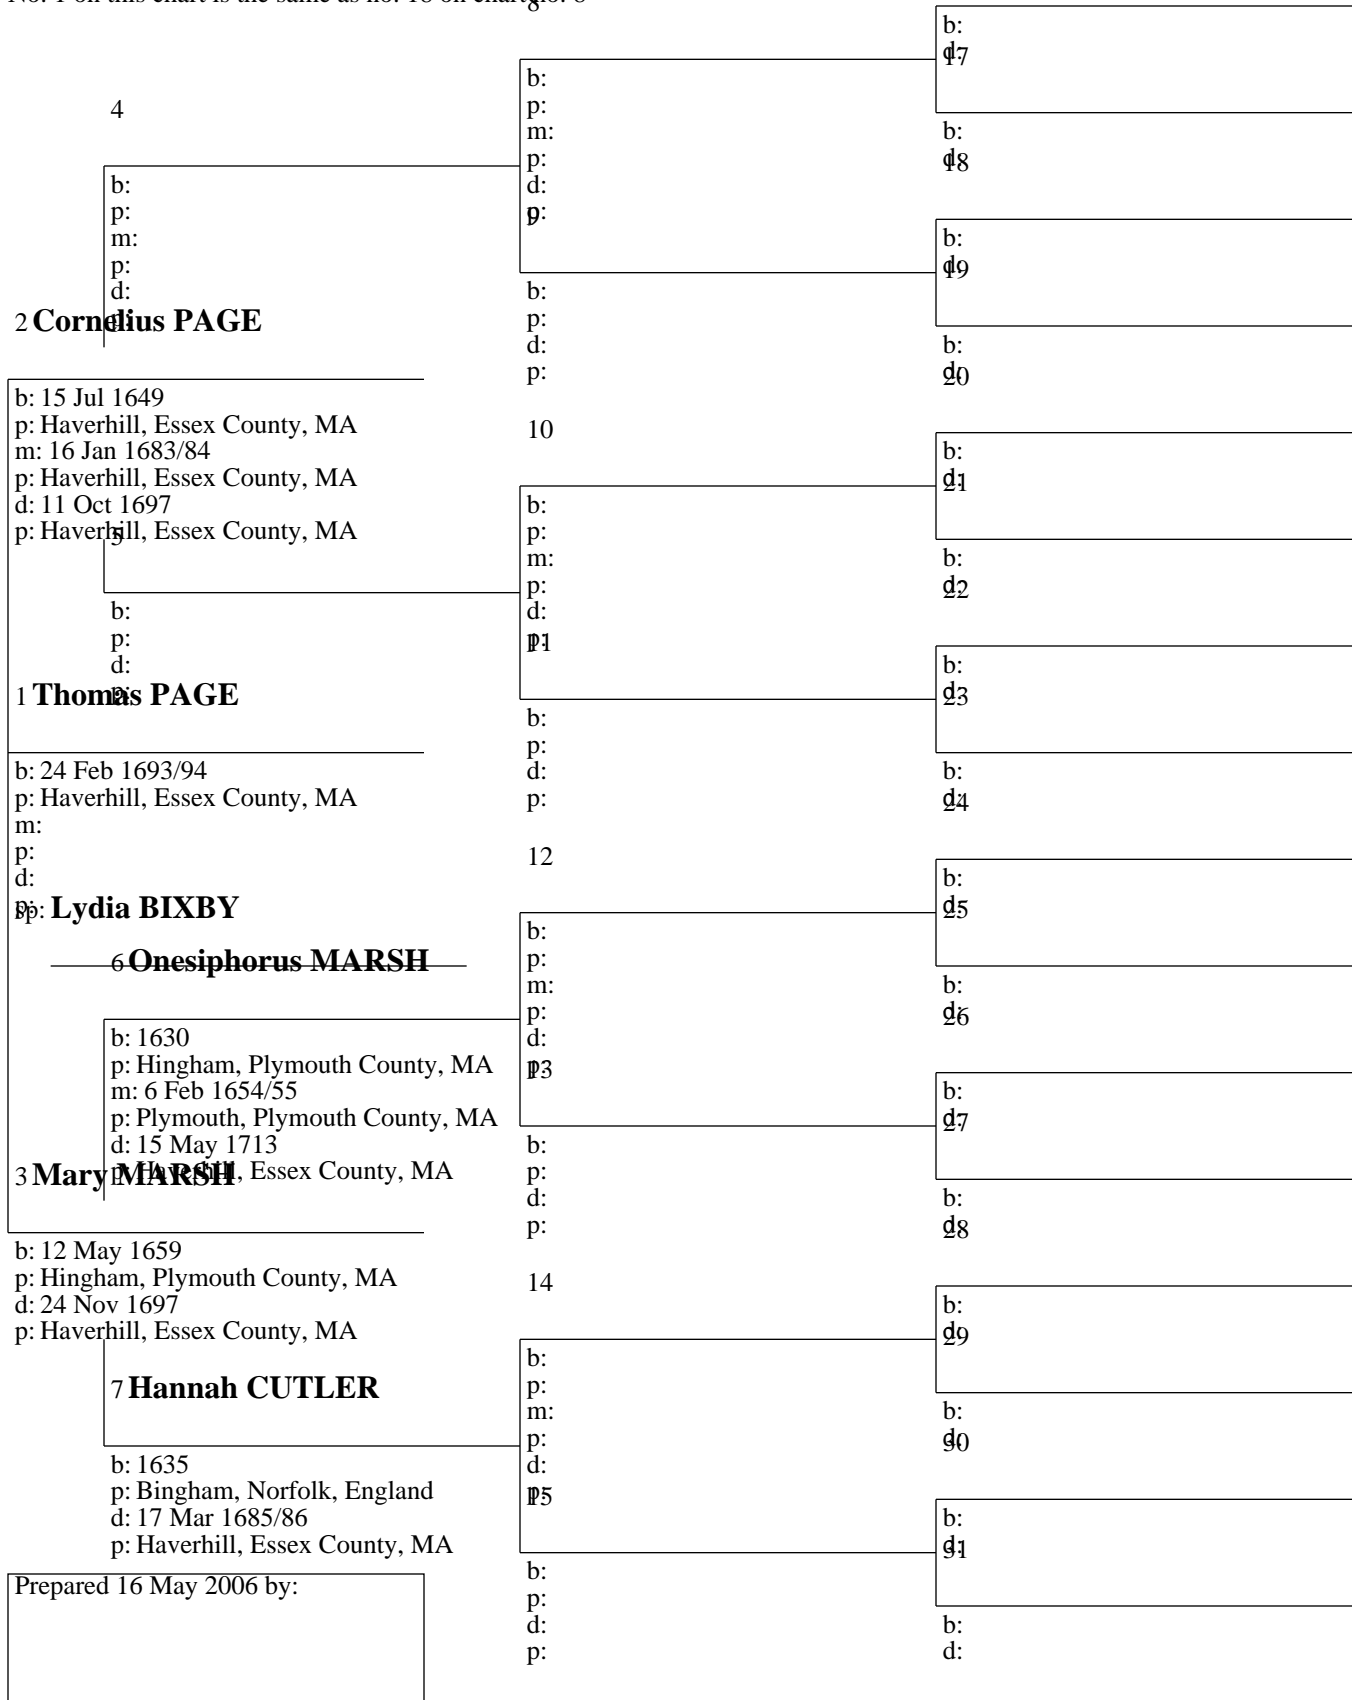 No. 1 on this chart is the same as no. 18 on chart no. 8
2 Cornelius PAGE
b: 15 Jul 1649
p: Haverhill, Essex County, MA
m: 16 Jan 1683/84
p: Haverhill, Essex County, MA
d: 11 Oct 1697
p: Haverhill, Essex County, MA
1 Thomas PAGE
b: 24 Feb 1693/94
p: Haverhill, Essex County, MA
m:
p:
d:
p:
sp: Lydia BIXBY
3 Mary MARSH
b: 12 May 1659
p: Hingham, Plymouth County, MA
d: 24 Nov 1697
p: Haverhill, Essex County, MA
Prepared 16 May 2006 by:
4
b:
p:
m:
p:
d:
p:
5
b:
p:
d:
p:
6 Onesiphorus MARSH
b: 1630
p: Hingham, Plymouth County, MA
m: 6 Feb 1654/55
p: Plymouth, Plymouth County, MA
d: 15 May 1713
p: Haverhill, Essex County, MA
7 Hannah CUTLER
b: 1635
p: Bingham, Norfolk, England
d: 17 Mar 1685/86
p: Haverhill, Essex County, MA
8
b:
p:
m:
p:
d:
p:
9
b:
p:
d:
p:
10
b:
p:
m:
p:
d:
p:
11
b:
p:
d:
p:
12
b:
p:
m:
p:
d:
p:
13
b:
p:
d:
p:
14
b:
p:
m:
p:
d:
p:
15
b:
p:
d:
p:
b:
d:
17
b:
d:
18
b:
d:
19
b:
d:
20
b:
d:
21
b:
d:
22
b:
d:
23
b:
d:
24
b:
d:
25
b:
d:
26
b:
d:
27
b:
d:
28
b:
d:
29
b:
d:
30
b:
d:
31
b:
d: